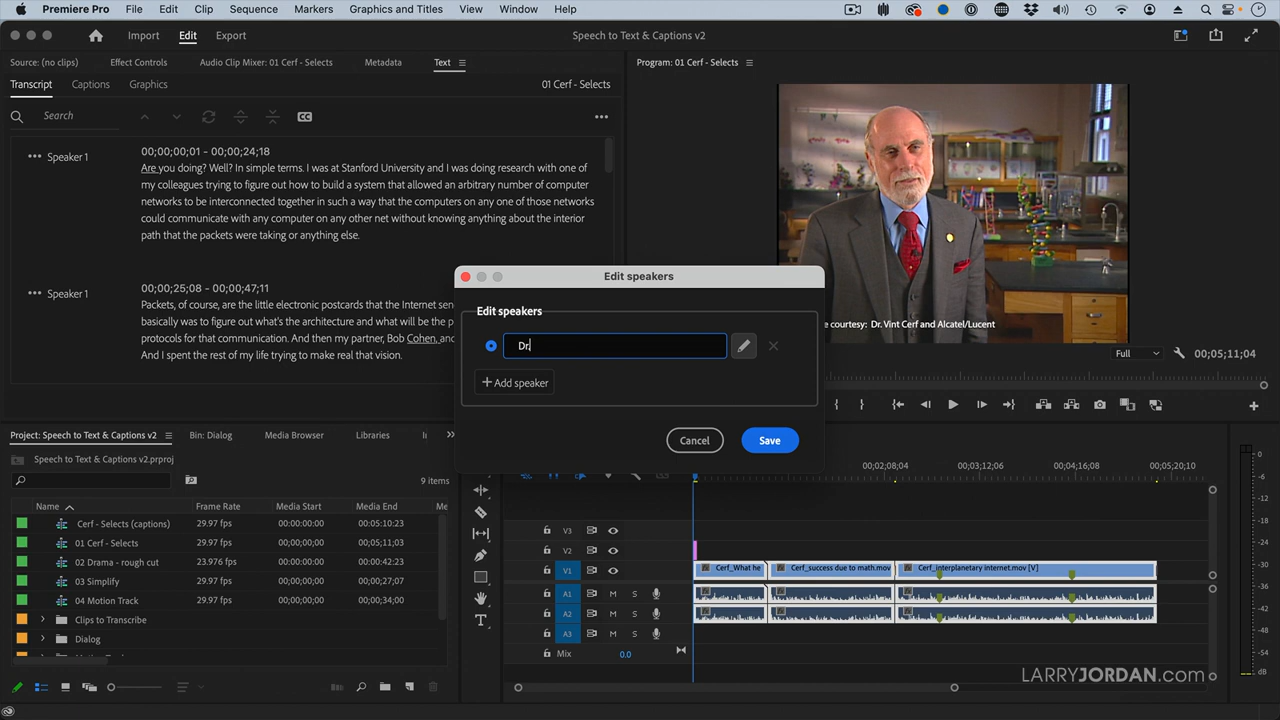 Premiere Pro File Edit Clip Sequence Markers Graphics and Titles View Window Help
Import Edit Export Speech to Text & Captions v2
Source: (no clips) Effect Controls Audio Clip Mixer: 01 Cerf - Selects Metadata Text
Program: 01 Cerf - Selects
Transcript Captions Graphics 01 Cerf - Selects
Search CC
Speaker 1 00;00;00;01 - 00;00;24;18
Are you doing? Well? In simple terms. I was at Stanford University and I was doing research with one of
my colleagues trying to figure out how to build a system that allowed an arbitrary number of computer
networks to be interconnected together in such a way that the computers on any one of those networks
could communicate with any computer on any other net without knowing anything about the interior
path that the packets were taking or anything else.
Speaker 1 00;00;25;08 - 00;00;47;11
Packets, of course, are the little electronic postcards that the Internet sen
basically was to figure out what's the architecture and what will be the p
protocols for that communication. And then my partner, Bob Cohen, and
And I spent the rest of my life trying to make real that vision.
e courtesy: Dr. Vint Cerf and Alcatel/Lucent
Full 00;05;11;04
Edit speakers
Edit speakers
Dr.
+ Add speaker
Cancel Save
Project: Speech to Text & Captions v2 Bin: Dialog Media Browser Libraries
Speech to Text & Captions v2.prproj
9 items
Name Frame Rate Media Start Media End Me
Cerf - Selects (captions) 29.97 fps 00:00:00:00 00:05:10:23
01 Cerf - Selects 29.97 fps 00;00;00;00 00;05;11;03
02 Drama - rough cut 23.976 fps 00:00:00:00 00:00:42:23
03 Simplify 29.97 fps 00;00;00;00 00;00;27;07
04 Motion Track 29.97 fps 00;00;00;00 00;00;34;00
Clips to Transcribe
Dialog
00;02;08;04 00;03;12;06 00;04;16;08 00;05;20;10
V3
V2
V1 Cerf_What he Cerf_success due to math.mov Cerf_interplanetary internet.mov [V]
A1 M S
A2 M S
A3 M S
Mix 0.0
0
-6
-12
-18
-24
-30
-36
-42
-48
-54
dB
LARRYJORDAN.com